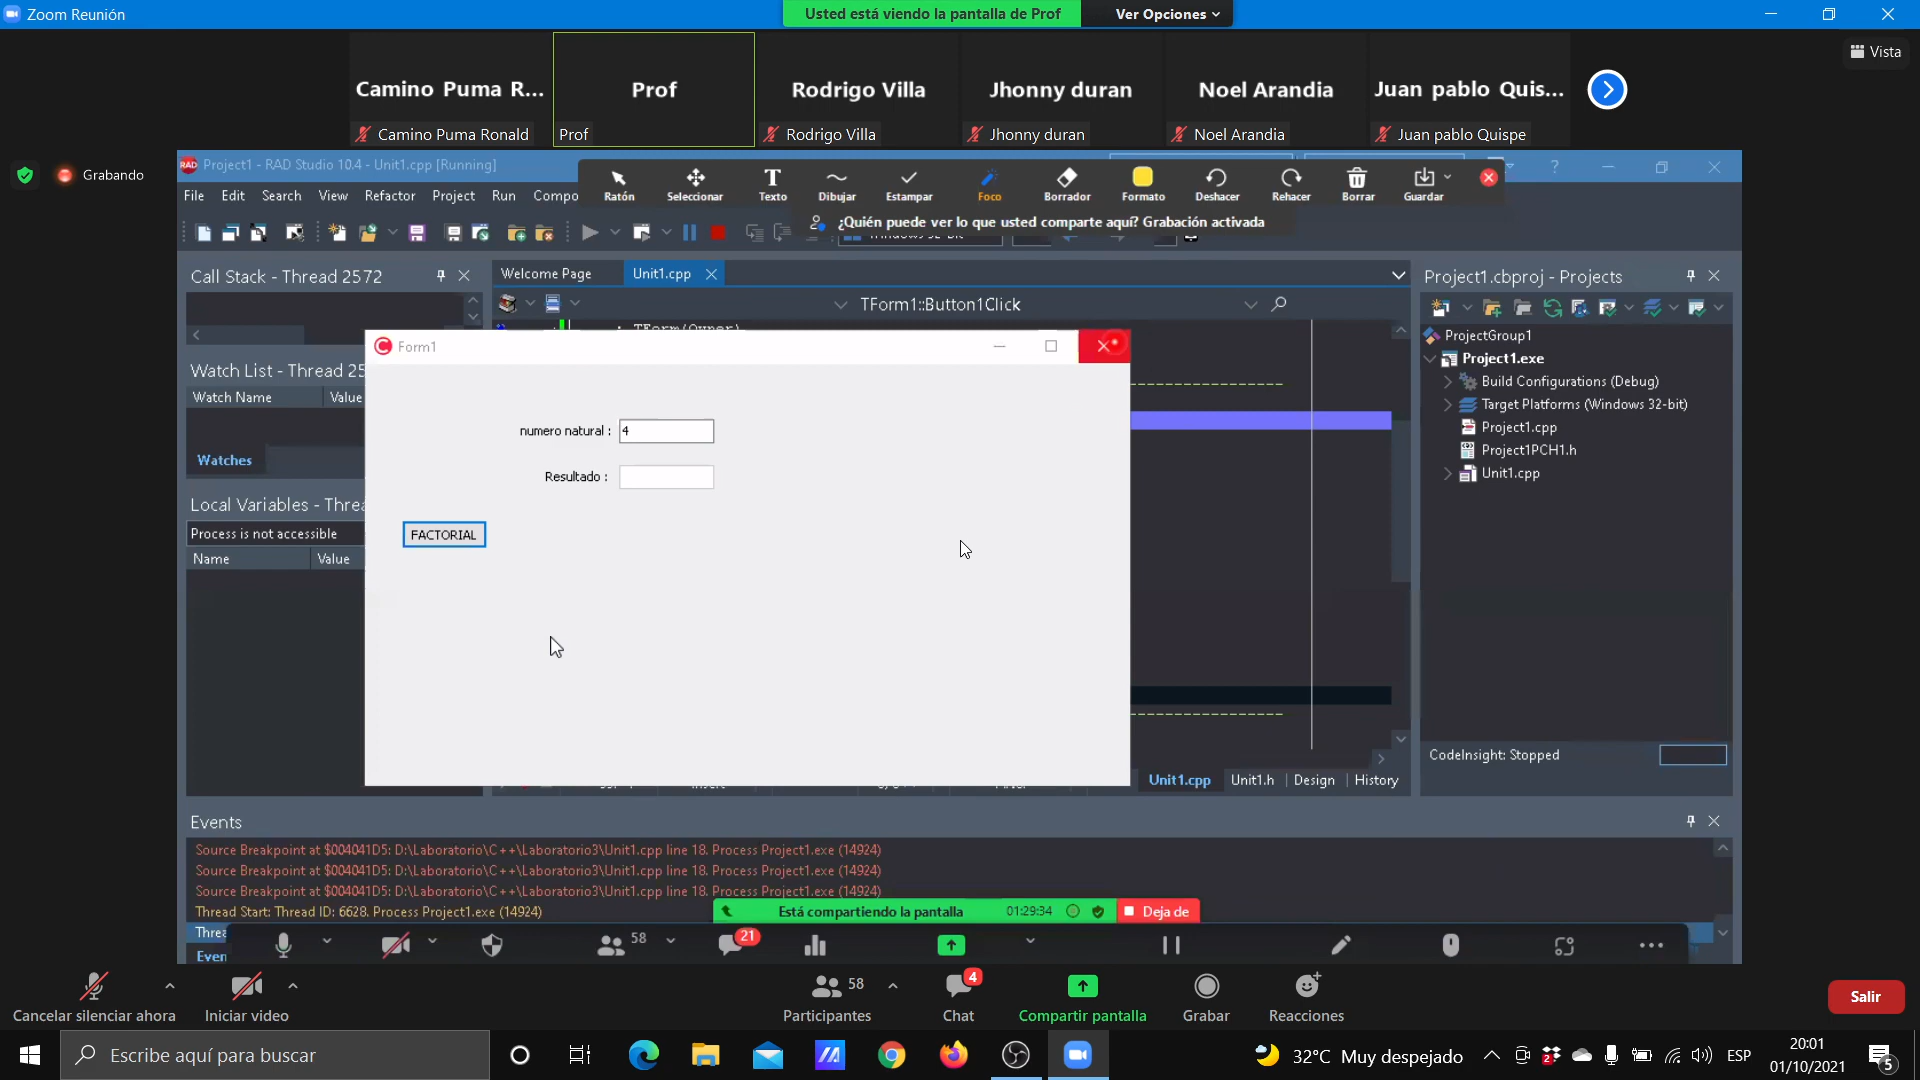 Zoom Reunión
Usted está viendo la pantalla de Prof
Ver Opciones
Vista
Camino Puma R...
Prof
Rodrigo Villa
Jhonny duran
Noel Arandia
Juan pablo Quis...
Camino Puma Ronald
Prof
Rodrigo Villa
Jhonny duran
Noel Arandia
Juan pablo Quispe
Grabando
RAD
Project1 - RAD Studio 10.4 - Unit1.cpp [Running]
File Edit Search View Refactor Project Run Compo
Ratón
Seleccionar
Texto
Dibujar
Estampar
Foco
Borrador
Formato
Deshacer
Rehacer
Borrar
Guardar
¿Quién puede ver lo que usted comparte aquí? Grabación activada
Call Stack - Thread 2572
Welcome Page
Unit1.cpp
TForm1::Button1Click
: TForm(Owner)
Project1.cbproj - Projects
ProjectGroup1
Project1.exe
Build Configurations (Debug)
Target Platforms (Windows 32-bit)
Project1.cpp
Project1PCH1.h
Unit1.cpp
Watch List - Thread 25
Watch Name Value
Watches
Local Variables - Threa
Process is not accessible
Name Value
Form1
numero natural : 4
Resultado :
FACTORIAL
CodeInsight: Stopped
Unit1.cpp Unit1.h Design History
Events
Source Breakpoint at $004041D5: D:\Laboratorio\C++\Laboratorio3\Unit1.cpp line 18. Process Project1.exe (14924)
Source Breakpoint at $004041D5: D:\Laboratorio\C++\Laboratorio3\Unit1.cpp line 18. Process Project1.exe (14924)
Source Breakpoint at $004041D5: D:\Laboratorio\C++\Laboratorio3\Unit1.cpp line 18. Process Project1.exe (14924)
Thread Start: Thread ID: 6628. Process Project1.exe (14924)
Threa
Even
Está compartiendo la pantalla
01:29:34
Deja de
58
21
Cancelar silenciar ahora
Iniciar video
58
Participantes
4
Chat
Compartir pantalla
Grabar
Reacciones
Salir
Escribe aquí para buscar
32°C Muy despejado
2
ESP
20:01
01/10/2021
5